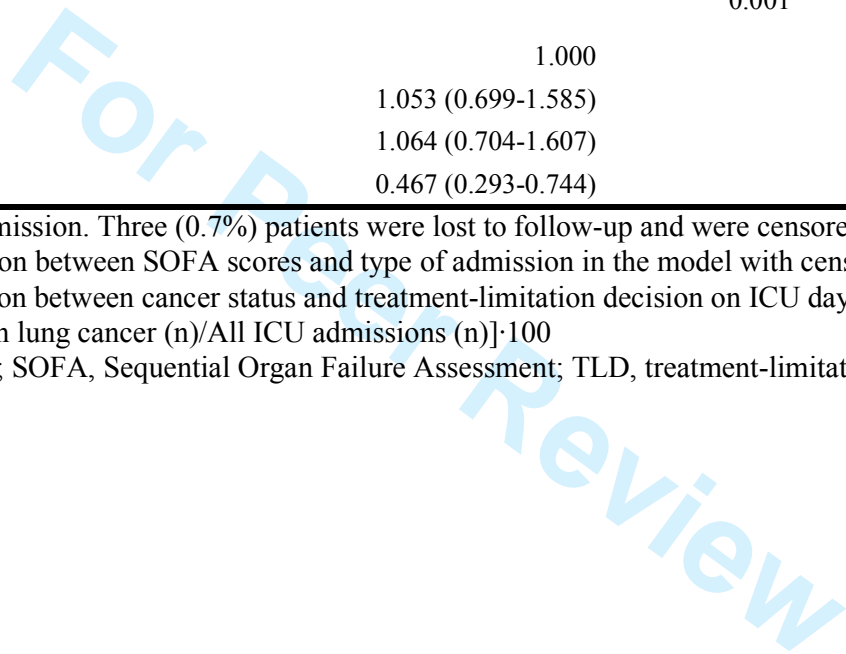 0.001
1.000
1.053 (0.699-1.585)
1.064 (0.704-1.607)
0.467 (0.293-0.744)
mission. Three (0.7%) patients were lost to follow-up and were censore
on between SOFA scores and type of admission in the model with cens
on between cancer status and treatment-limitation decision on ICU day
n lung cancer (n)/All ICU admissions (n)]·100
; SOFA, Sequential Organ Failure Assessment; TLD, treatment-limitat
For Peer Review